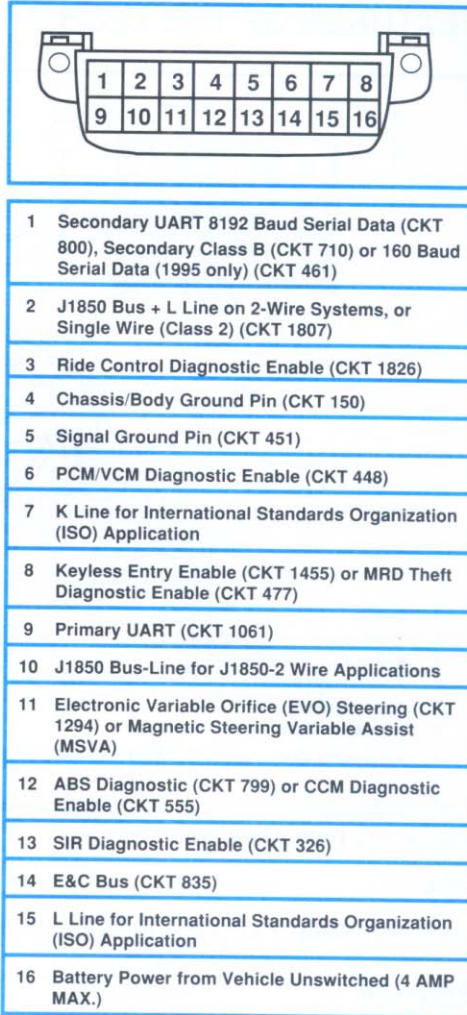 1 2 3 4 5 6 7 8
9 10 11 12 13 14 15 16
1 Secondary UART 8192 Baud Serial Data (CKT
800), Secondary Class B (CKT 710) or 160 Baud
Serial Data (1995 only) (CKT 461)
2 J1850 Bus + L Line on 2-Wire Systems, or
Single Wire (Class 2) (CKT 1807)
3 Ride Control Diagnostic Enable (CKT 1826)
4 Chassis/Body Ground Pin (CKT 150)
5 Signal Ground Pin (CKT 451)
6 PCM/VCM Diagnostic Enable (CKT 448)
7 K Line for International Standards Organization
(ISO) Application
8 Keyless Entry Enable (CKT 1455) or MRD Theft
Diagnostic Enable (CKT 477)
9 Primary UART (CKT 1061)
10 J1850 Bus-Line for J1850-2 Wire Applications
11 Electronic Variable Orifice (EVO) Steering (CKT
1294) or Magnetic Steering Variable Assist
(MSVA)
12 ABS Diagnostic (CKT 799) or CCM Diagnostic
Enable (CKT 555)
13 SIR Diagnostic Enable (CKT 326)
14 E&C Bus (CKT 835)
15 L Line for International Standards Organization
(ISO) Application
16 Battery Power from Vehicle Unswitched (4 AMP
MAX.)